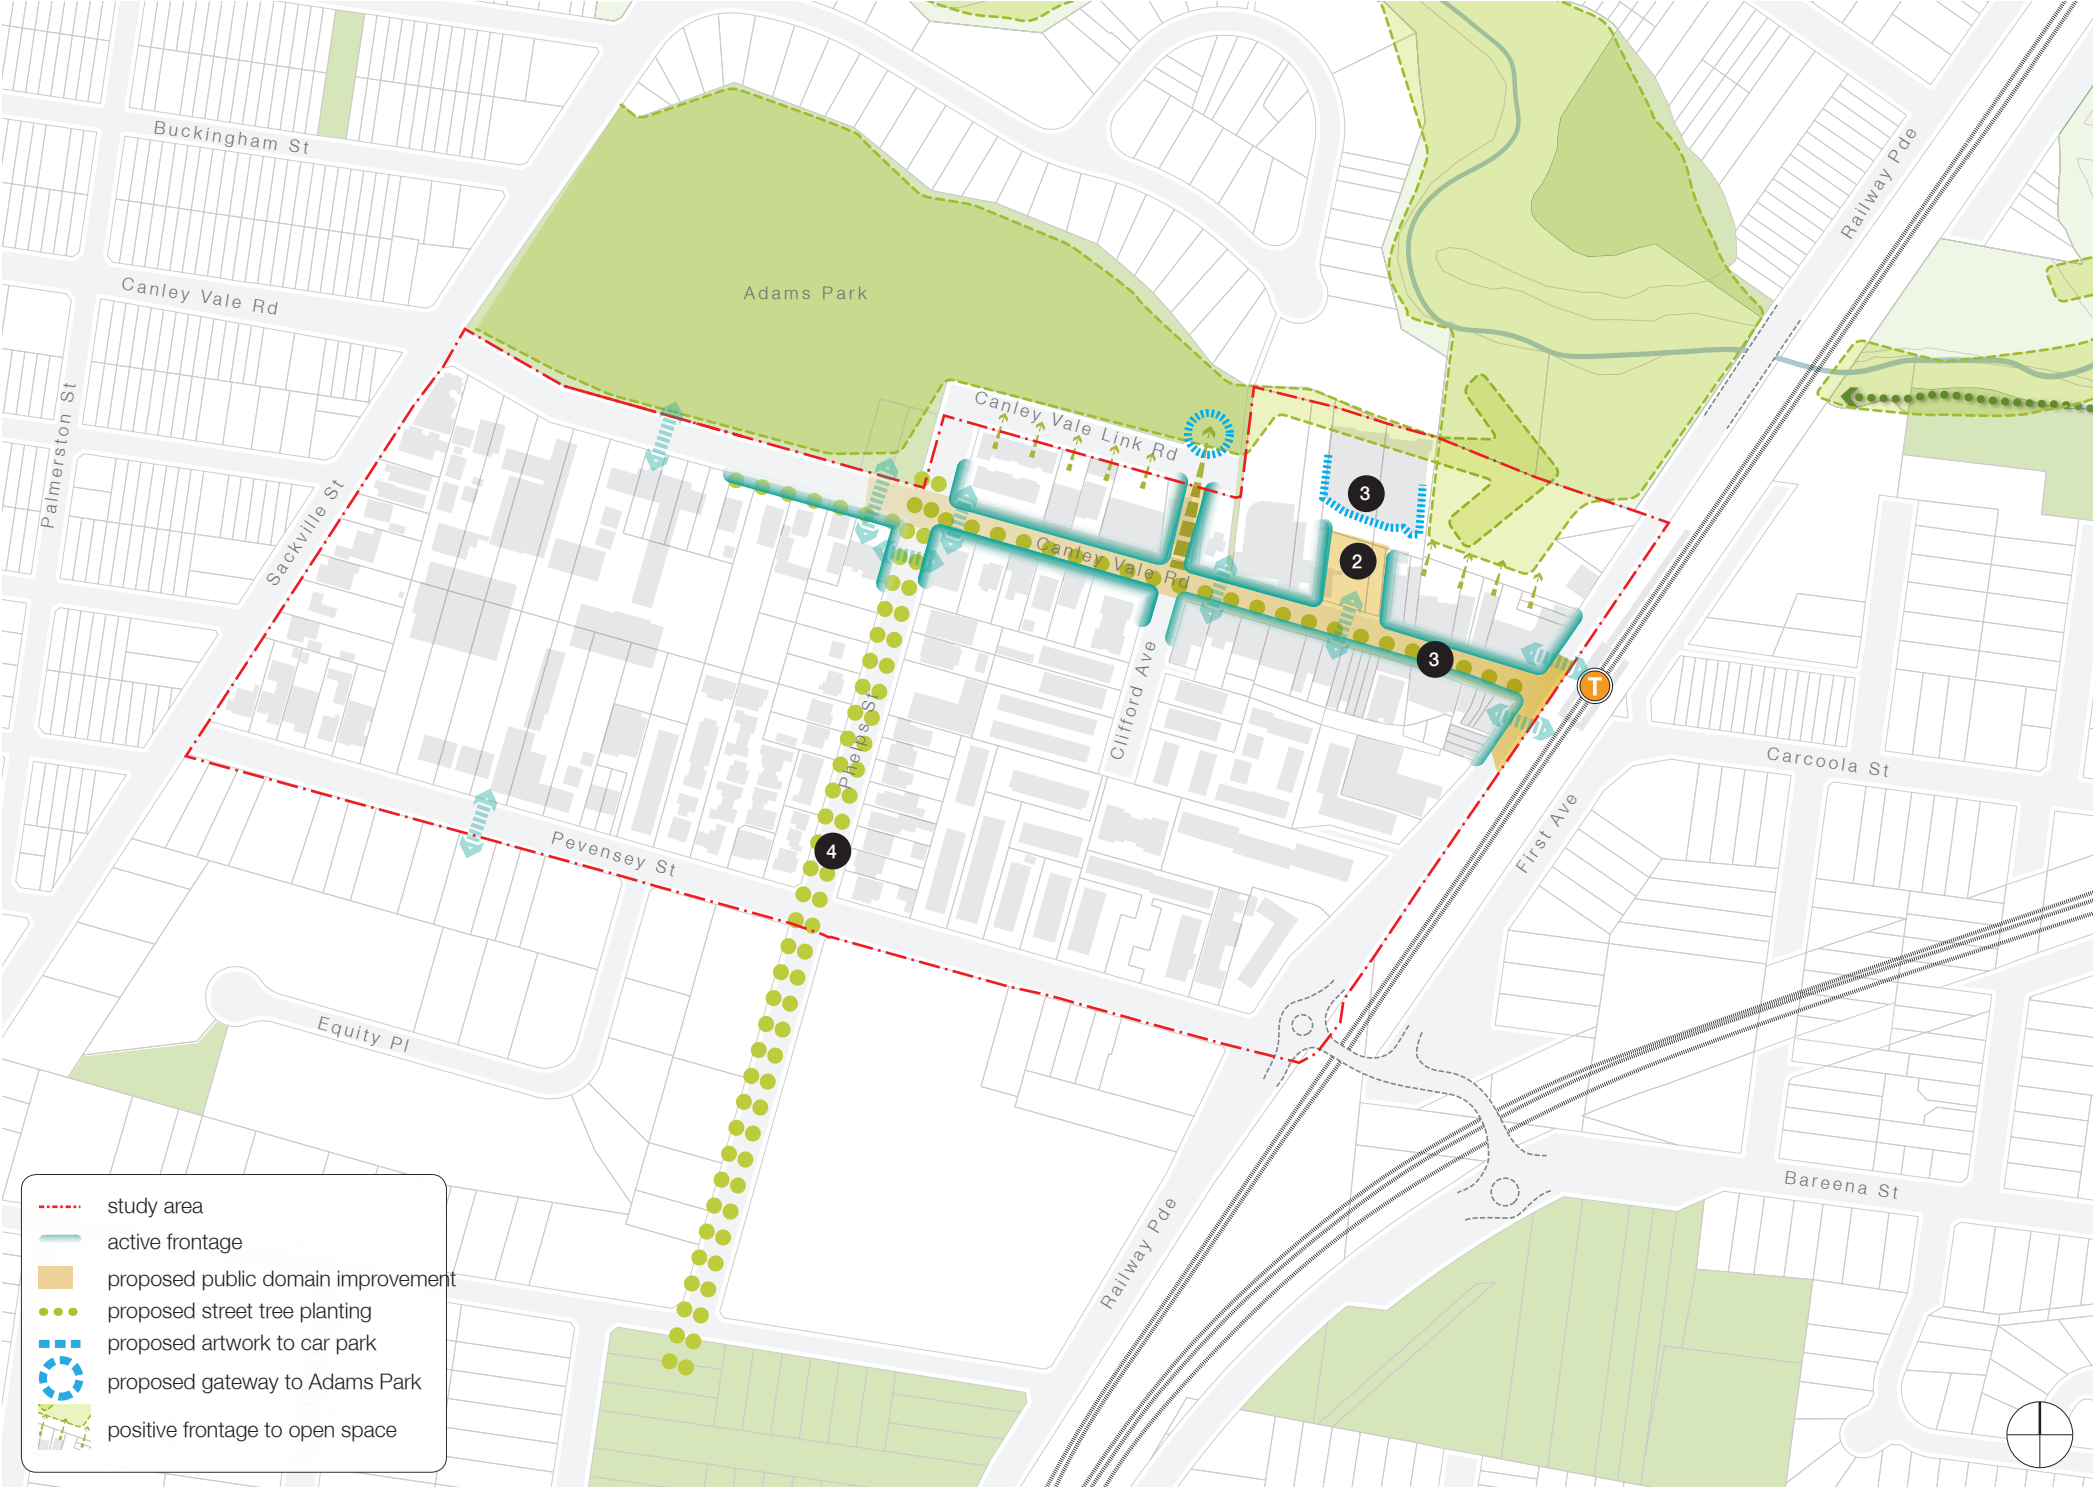 Buckingham St
Railway Pde
Canley Vale Rd
Adams Park
Palmerston St
Canley Vale Link Rd
Sackville St
3
2
Canley Vale Rd
3
T
Clifford Ave
Phelps St
Carcoola St
First Ave
Pevensey St
4
Equity Pl
Bareena St
Railway Pde
study area
active frontage
proposed public domain improvement
proposed street tree planting
proposed artwork to car park
proposed gateway to Adams Park
positive frontage to open space